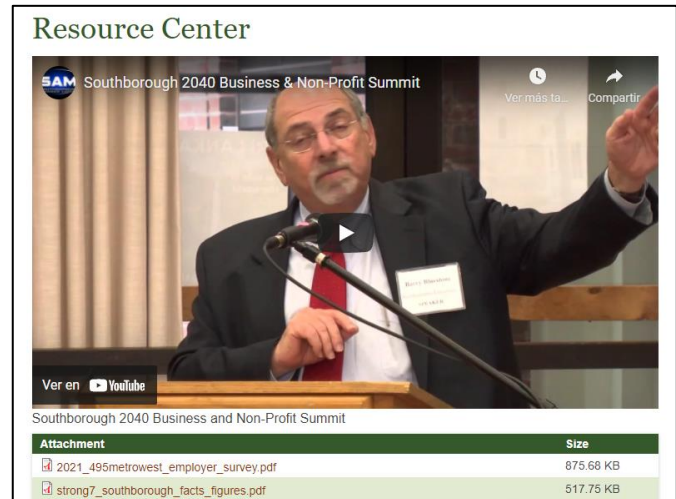 Resource Center
SAM Southborough 2040 Business & Non-Profit Summit
Ver más ta... Compartir
SPEAKER
Ver en YouTube
Southborough 2040 Business and Non-Profit Summit
Attachment Size
2021_495metrowest_employer_survey.pdf 875.68 KB
strong7_southborough_facts_figures.pdf 517.75 KB